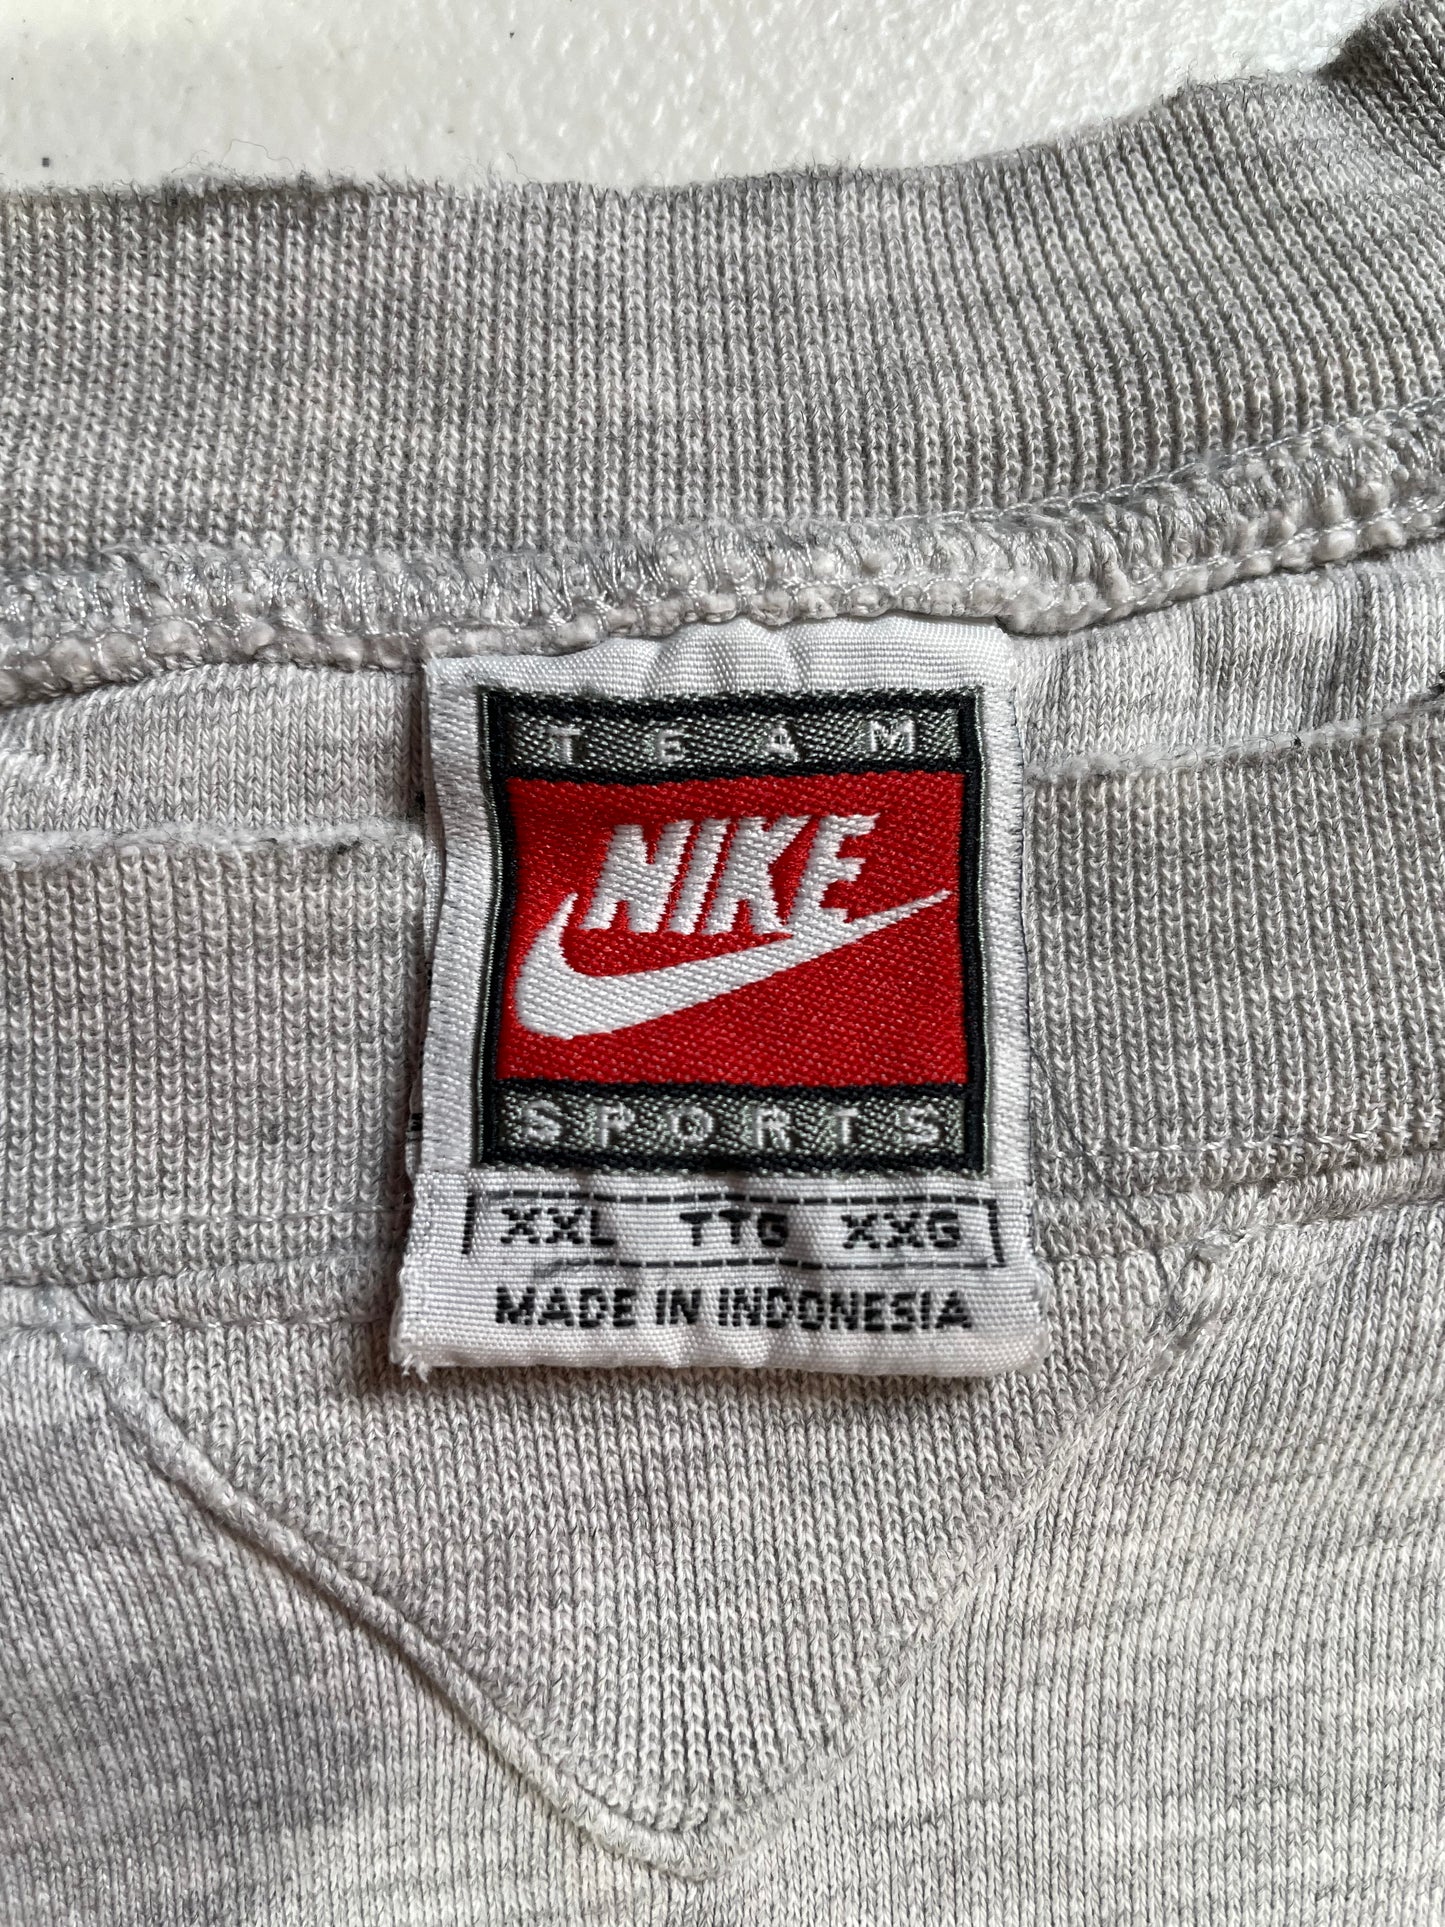 TEAM
NIKE
SPORTS
XXL TTG XXG
MADE IN INDONESIA